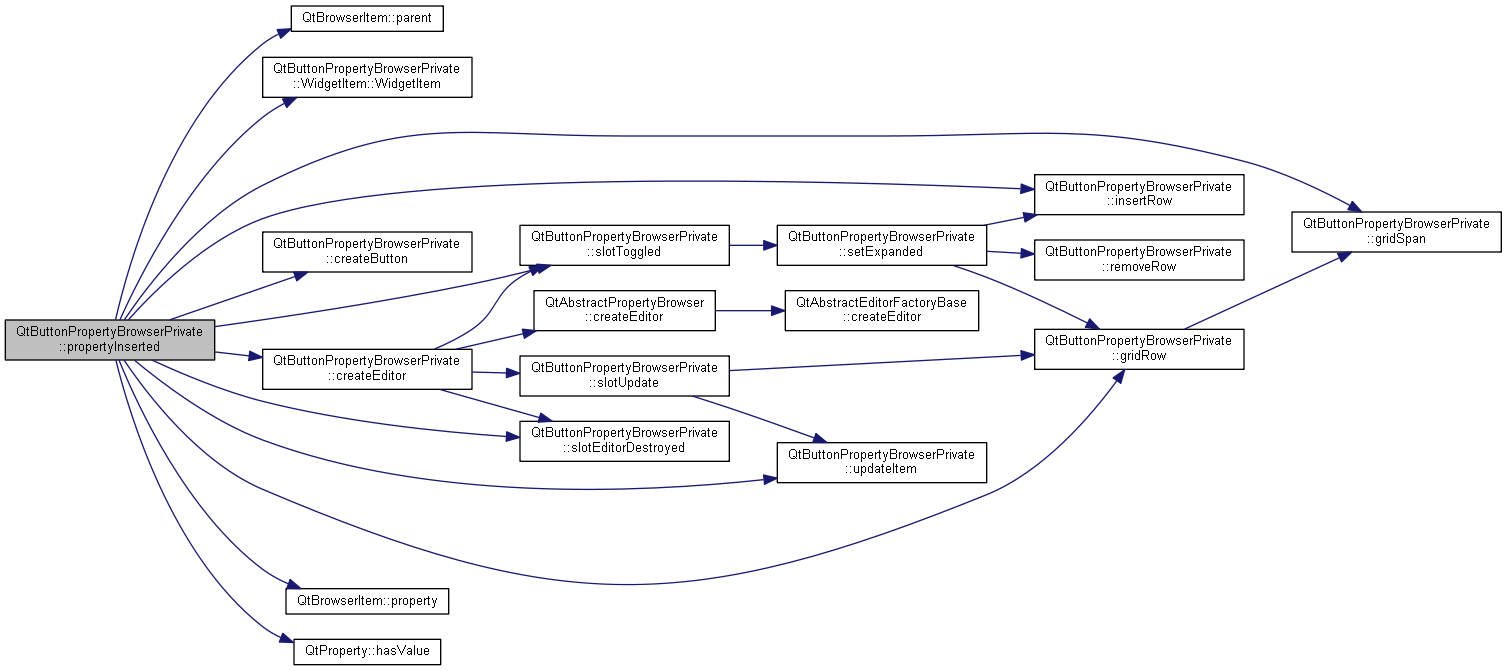 QtBrowserItem::parent
QtButtonPropertyBrowserPrivate
::WidgetItem::WidgetItem
QtButtonPropertyBrowserPrivate
::insertRow
QtButtonPropertyBrowserPrivate
::gridSpan
QtButtonPropertyBrowserPrivate
::createButton
QtButtonPropertyBrowserPrivate
::slotToggled
QtButtonPropertyBrowserPrivate
::setExpanded
QtButtonPropertyBrowserPrivate
::removeRow
QtAbstractPropertyBrowser
::createEditor
QtAbstractEditorFactoryBase
::createEditor
QtButtonPropertyBrowserPrivate
::propertyInserted
QtButtonPropertyBrowserPrivate
::createEditor
QtButtonPropertyBrowserPrivate
::slotUpdate
QtButtonPropertyBrowserPrivate
::gridRow
QtButtonPropertyBrowserPrivate
::slotEditorDestroyed
QtButtonPropertyBrowserPrivate
::updateItem
QtBrowserItem::property
QtProperty::hasValue